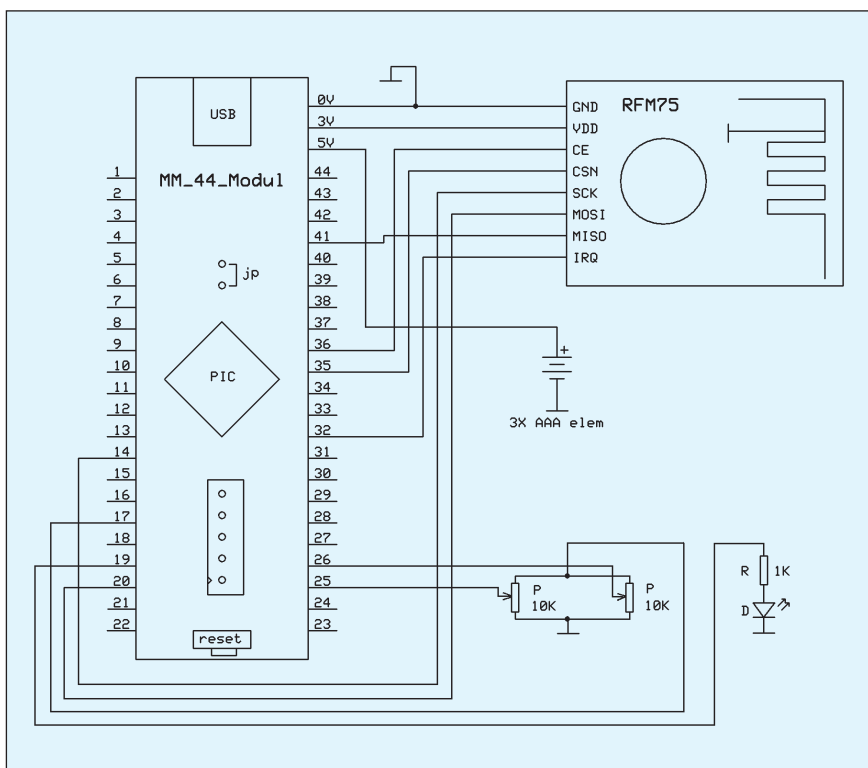 USB
0V
3V
5V
MM_44_Modul
1
2
3
4
5
6
7
8
9
10
11
12
13
14
15
16
17
18
19
20
21
22
44
43
42
41
40
39
38
37
36
35
34
33
32
31
30
29
28
27
26
25
24
23
jp
PIC
reset
RFM75
GND
VDD
CE
CSN
SCK
MOSI
MISO
IRQ
+
3X AAA elem
P
10K
P
10K
R 1K
D